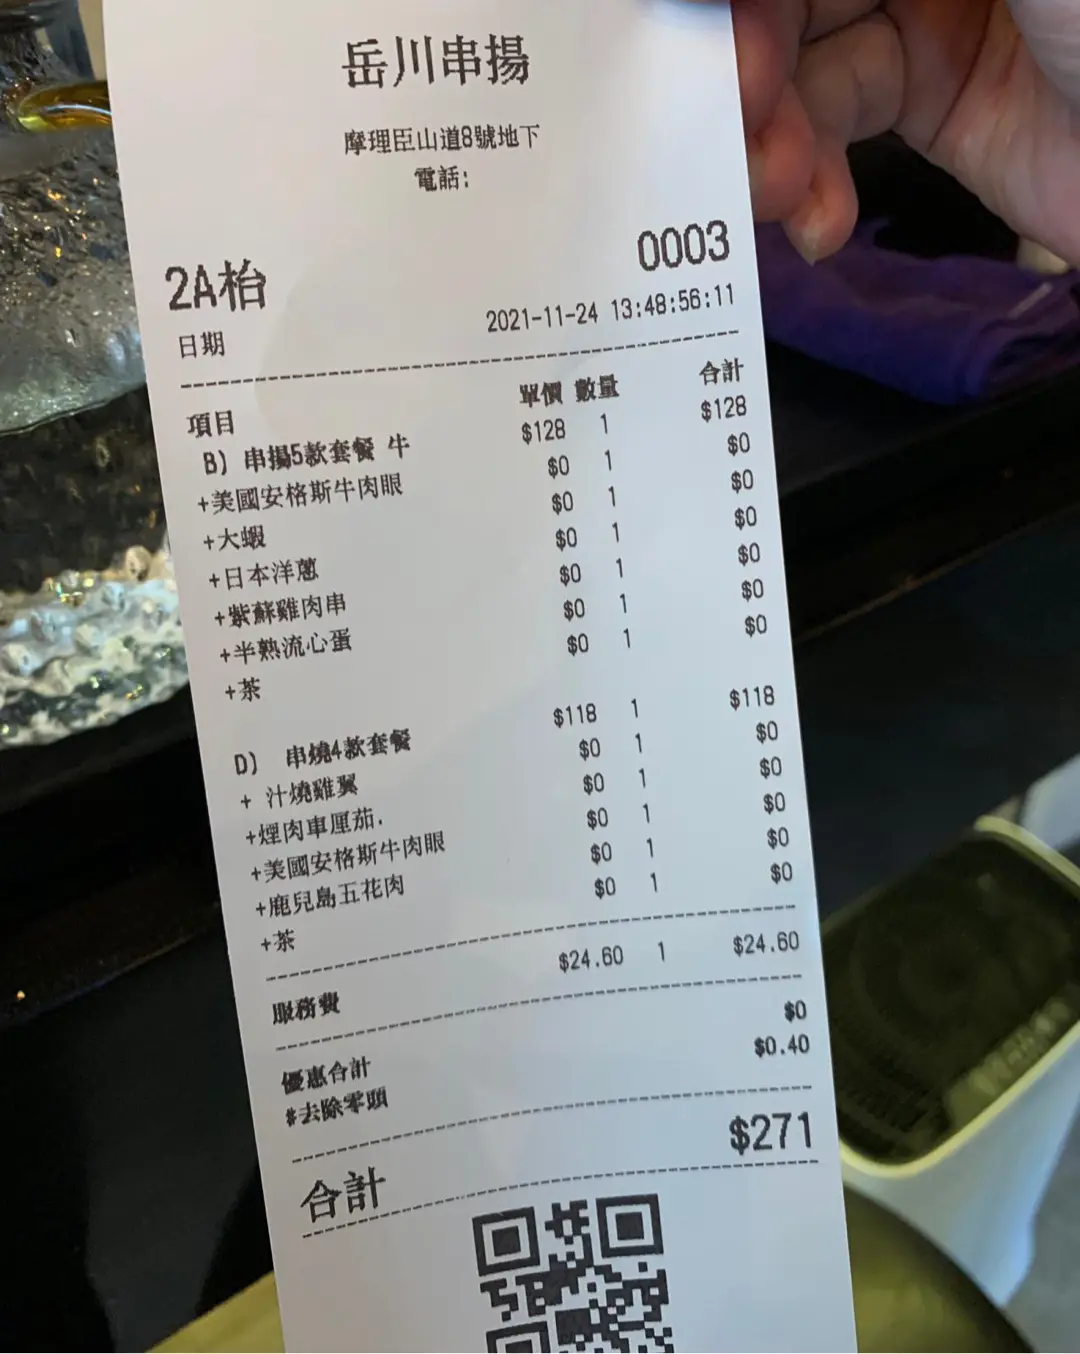 岳川串揚
摩理臣山道8號地下
電話:
2A枱 0003
日期 2021-11-24 13:48:56:11
項目 單價 數量 合計
B) 串揚5款套餐 牛 $128 1 $128
+美國安格斯牛肉眼 $0 1 $0
+大蝦 $0 1 $0
+日本洋蔥 $0 1 $0
+紫蘇雞肉串 $0 1 $0
+半熟流心蛋 $0 1 $0
+茶 $0 1 $0
D) 串燒4款套餐 $118 1 $118
+ 汁燒雞翼 $0 1 $0
+煙肉車厘茄. $0 1 $0
+美國安格斯牛肉眼 $0 1 $0
+鹿兒島五花肉 $0 1 $0
+茶 $0 1 $0
服務費 $24.60 1 $24.60
優惠合計 $0
#去除零頭 $0.40
合計 $271